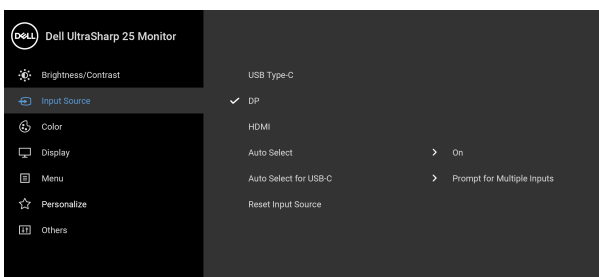 DELL Dell UltraSharp 25 Monitor
Brightness/Contrast USB Type-C
Input Source DP
Color HDMI
Display Auto Select On
Menu Auto Select for USB-C Prompt for Multiple Inputs
Personalize Reset Input Source
Others